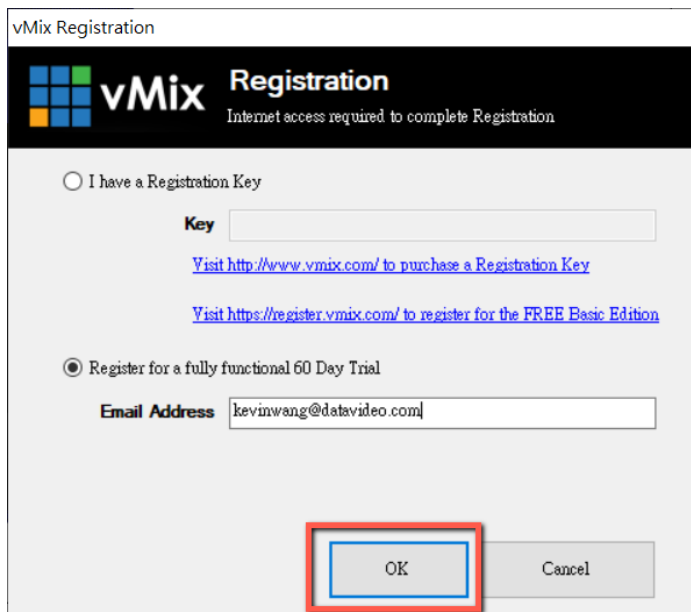 vMix Registration
vMix
Registration
Internet access required to complete Registration
I have a Registration Key
Key
Visit http://www.vmix.com/ to purchase a Registration Key
Visit https://register.vmix.com/ to register for the FREE Basic Edition
Register for a fully functional 60 Day Trial
Email Address kevinwang@datavideo.com
OK Cancel